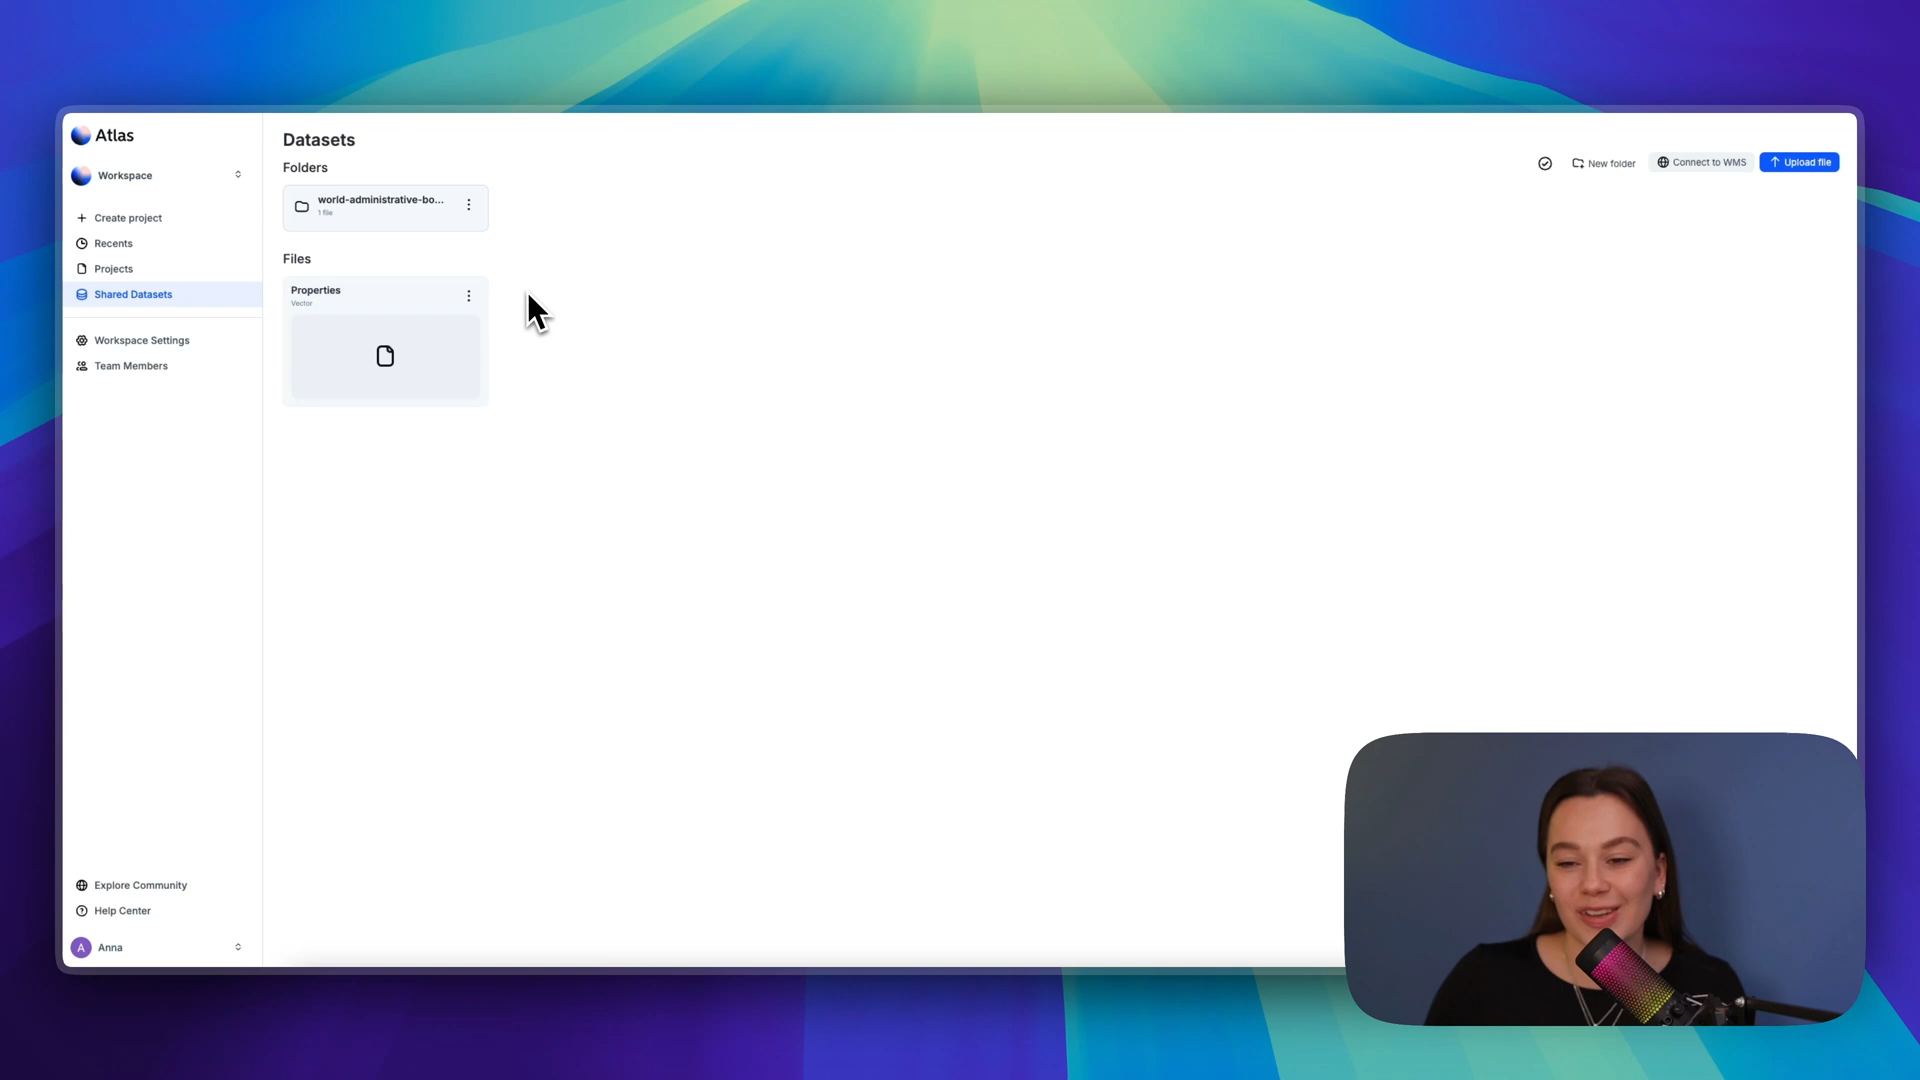 Atlas
Workspace
Create project
Recents
Projects
Shared Datasets
Workspace Settings
Team Members
Explore Community
Help Center
A Anna
Datasets
New folder
Connect to WMS
Upload file
Folders
world-administrative-bo...
1 file
Files
Properties
Vector